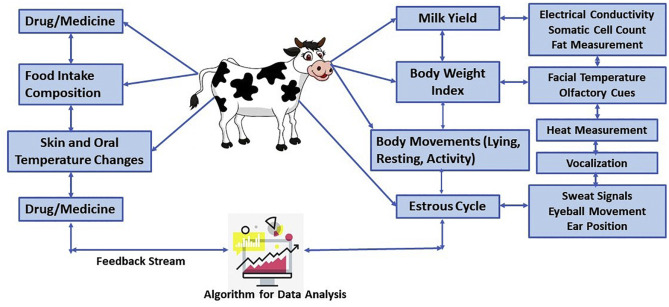 Drug/Medicine
Food Intake
Composition
Skin and Oral
Temperature Changes
Drug/Medicine
Milk Yield
Body Weight
Index
Body Movements (Lying,
Resting, Activity)
Estrous Cycle
Electrical Conductivity
Somatic Cell Count
Fat Measurement
Facial Temperature
Olfactory Cues
Heat Measurement
Vocalization
Sweat Signals
Eyeball Movement
Ear Position
Feedback Stream
Algorithm for Data Analysis